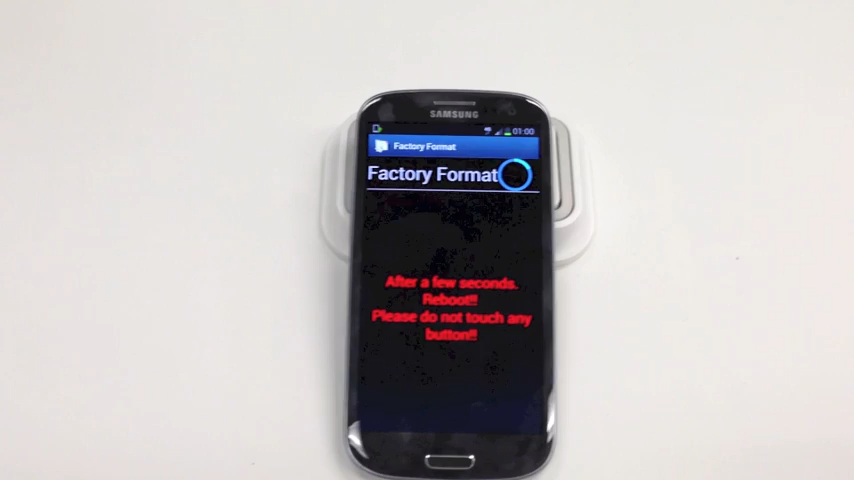 SAMSUNG
01:00
Factory Format
Factory Format
After a few seconds.
Reboot!!
Please do not touch any
button!!